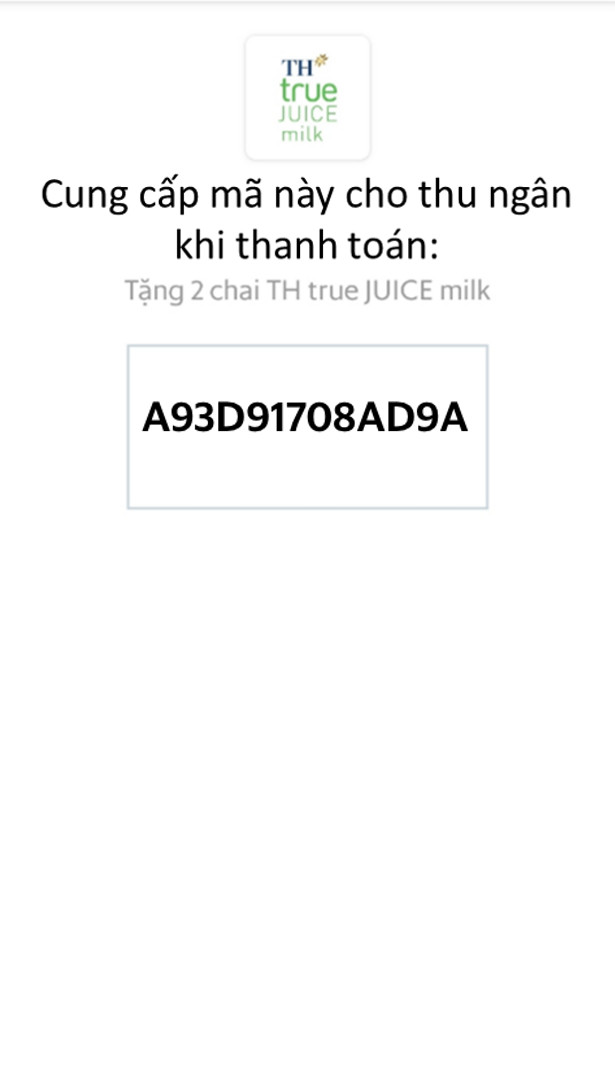 TH
true
JUICE
milk
Cung cấp mã này cho thu ngân
khi thanh toán:
Tặng 2 chai TH true JUICE milk
A93D91708AD9A